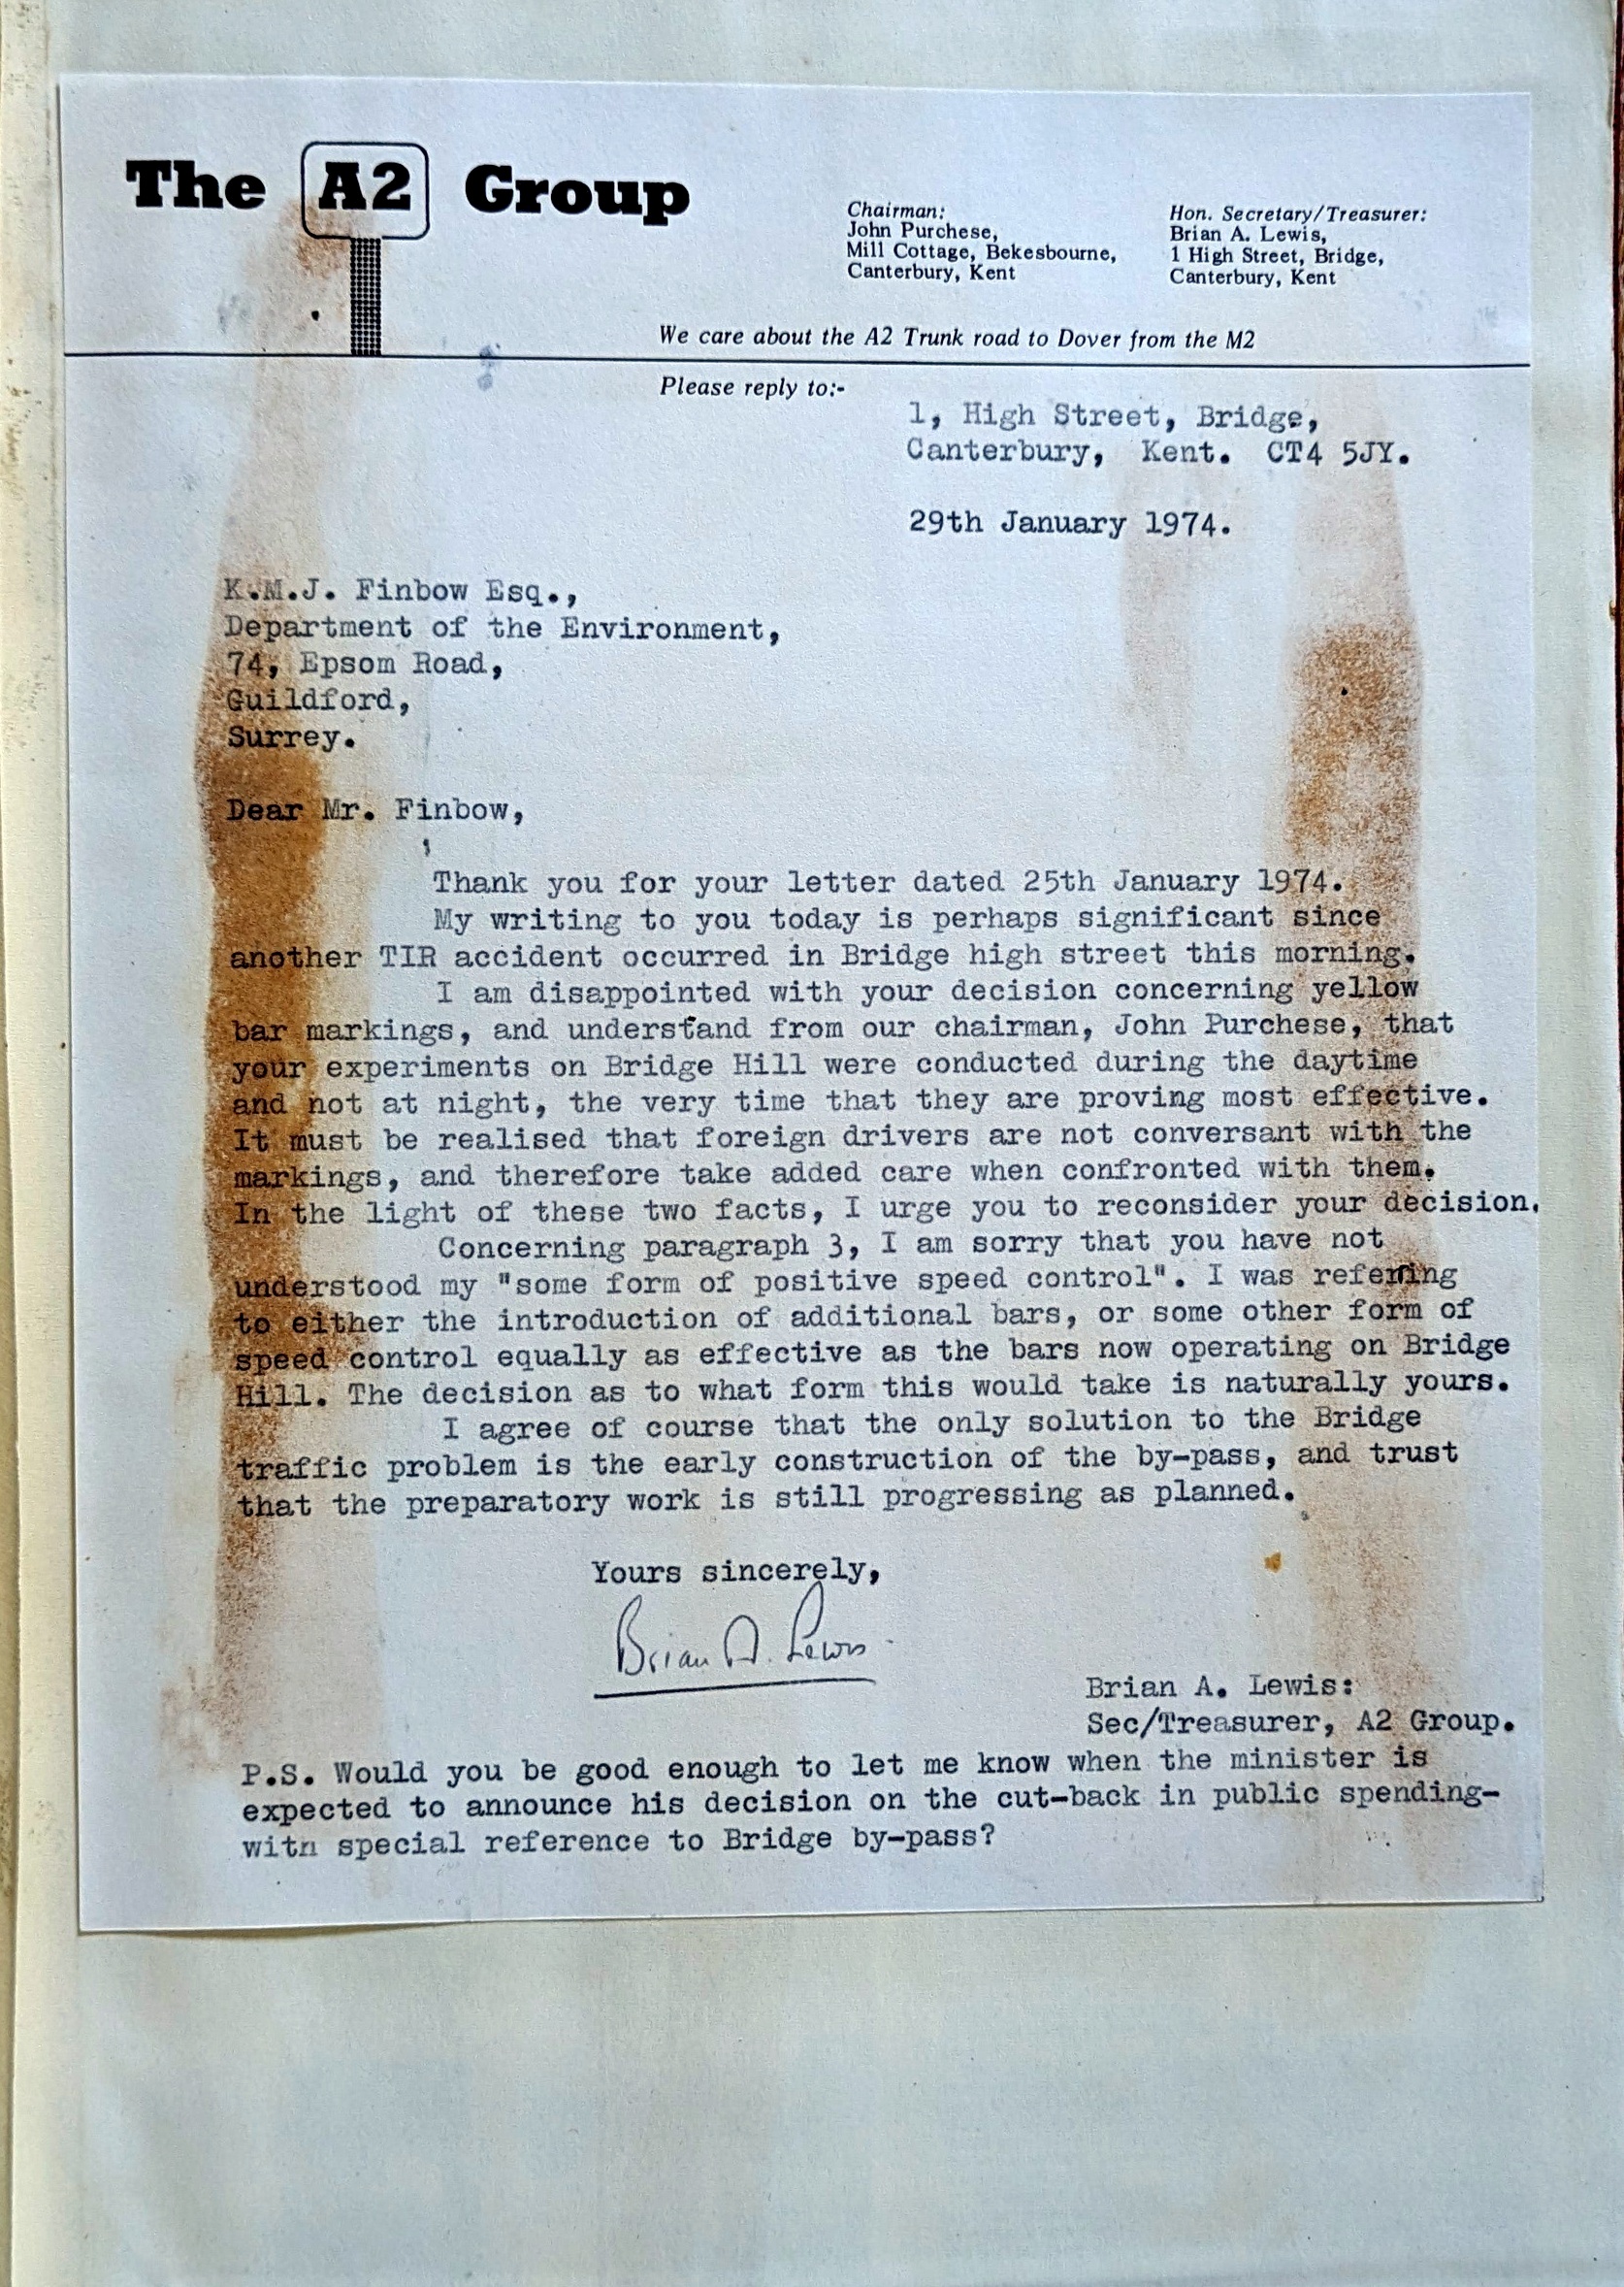 The A2 Group
Chairman:
John Purchese,
Mill Cottage, Bekesbourne,
Canterbury, Kent
Hon. Secretary/Treasurer:
Brian A. Lewis,
1 High Street, Bridge,
Canterbury, Kent
We care about the A2 Trunk road to Dover from the M2
Please reply to:-
1, High Street, Bridge,
Canterbury, Kent. CT4 5JY.
29th January 1974.
K.M.J. Finbow Esq.,
Department of the Environment,
74, Epsom Road,
Guildford,
Surrey.
Dear Mr. Finbow,
Thank you for your letter dated 25th January 1974.
My writing to you today is perhaps significant since
another TIR accident occurred in Bridge high street this morning.
I am disappointed with your decision concerning yellow
bar markings, and understand from our chairman, John Purchese, that
your experiments on Bridge Hill were conducted during the daytime
and not at night, the very time that they are proving most effective.
It must be realised that foreign drivers are not conversant with the
markings, and therefore take added care when confronted with them.
In the light of these two facts, I urge you to reconsider your decision.
Concerning paragraph 3, I am sorry that you have not
understood my "some form of positive speed control". I was referring
to either the introduction of additional bars, or some other form of
speed control equally as effective as the bars now operating on Bridge
Hill. The decision as to what form this would take is naturally yours.
I agree of course that the only solution to the Bridge
traffic problem is the early construction of the by-pass, and trust
that the preparatory work is still progressing as planned.
Yours sincerely,
Brian A. Lewis.
Brian A. Lewis:
Sec/Treasurer, A2 Group.
P.S. Would you be good enough to let me know when the minister is
expected to announce his decision on the cut-back in public spending-
with special reference to Bridge by-pass?